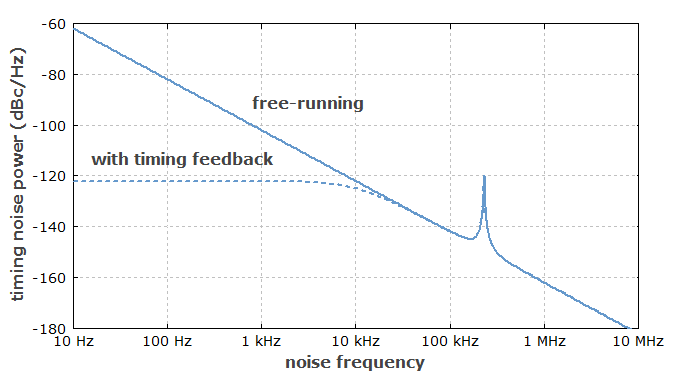 -60
-80
-100
-120
-140
-160
-180
timing noise power (dBc/Hz)
free-running
with timing feedback
10 Hz 100 Hz 1 kHz 10 kHz 100 kHz 1 MHz 10 MHz
noise frequency